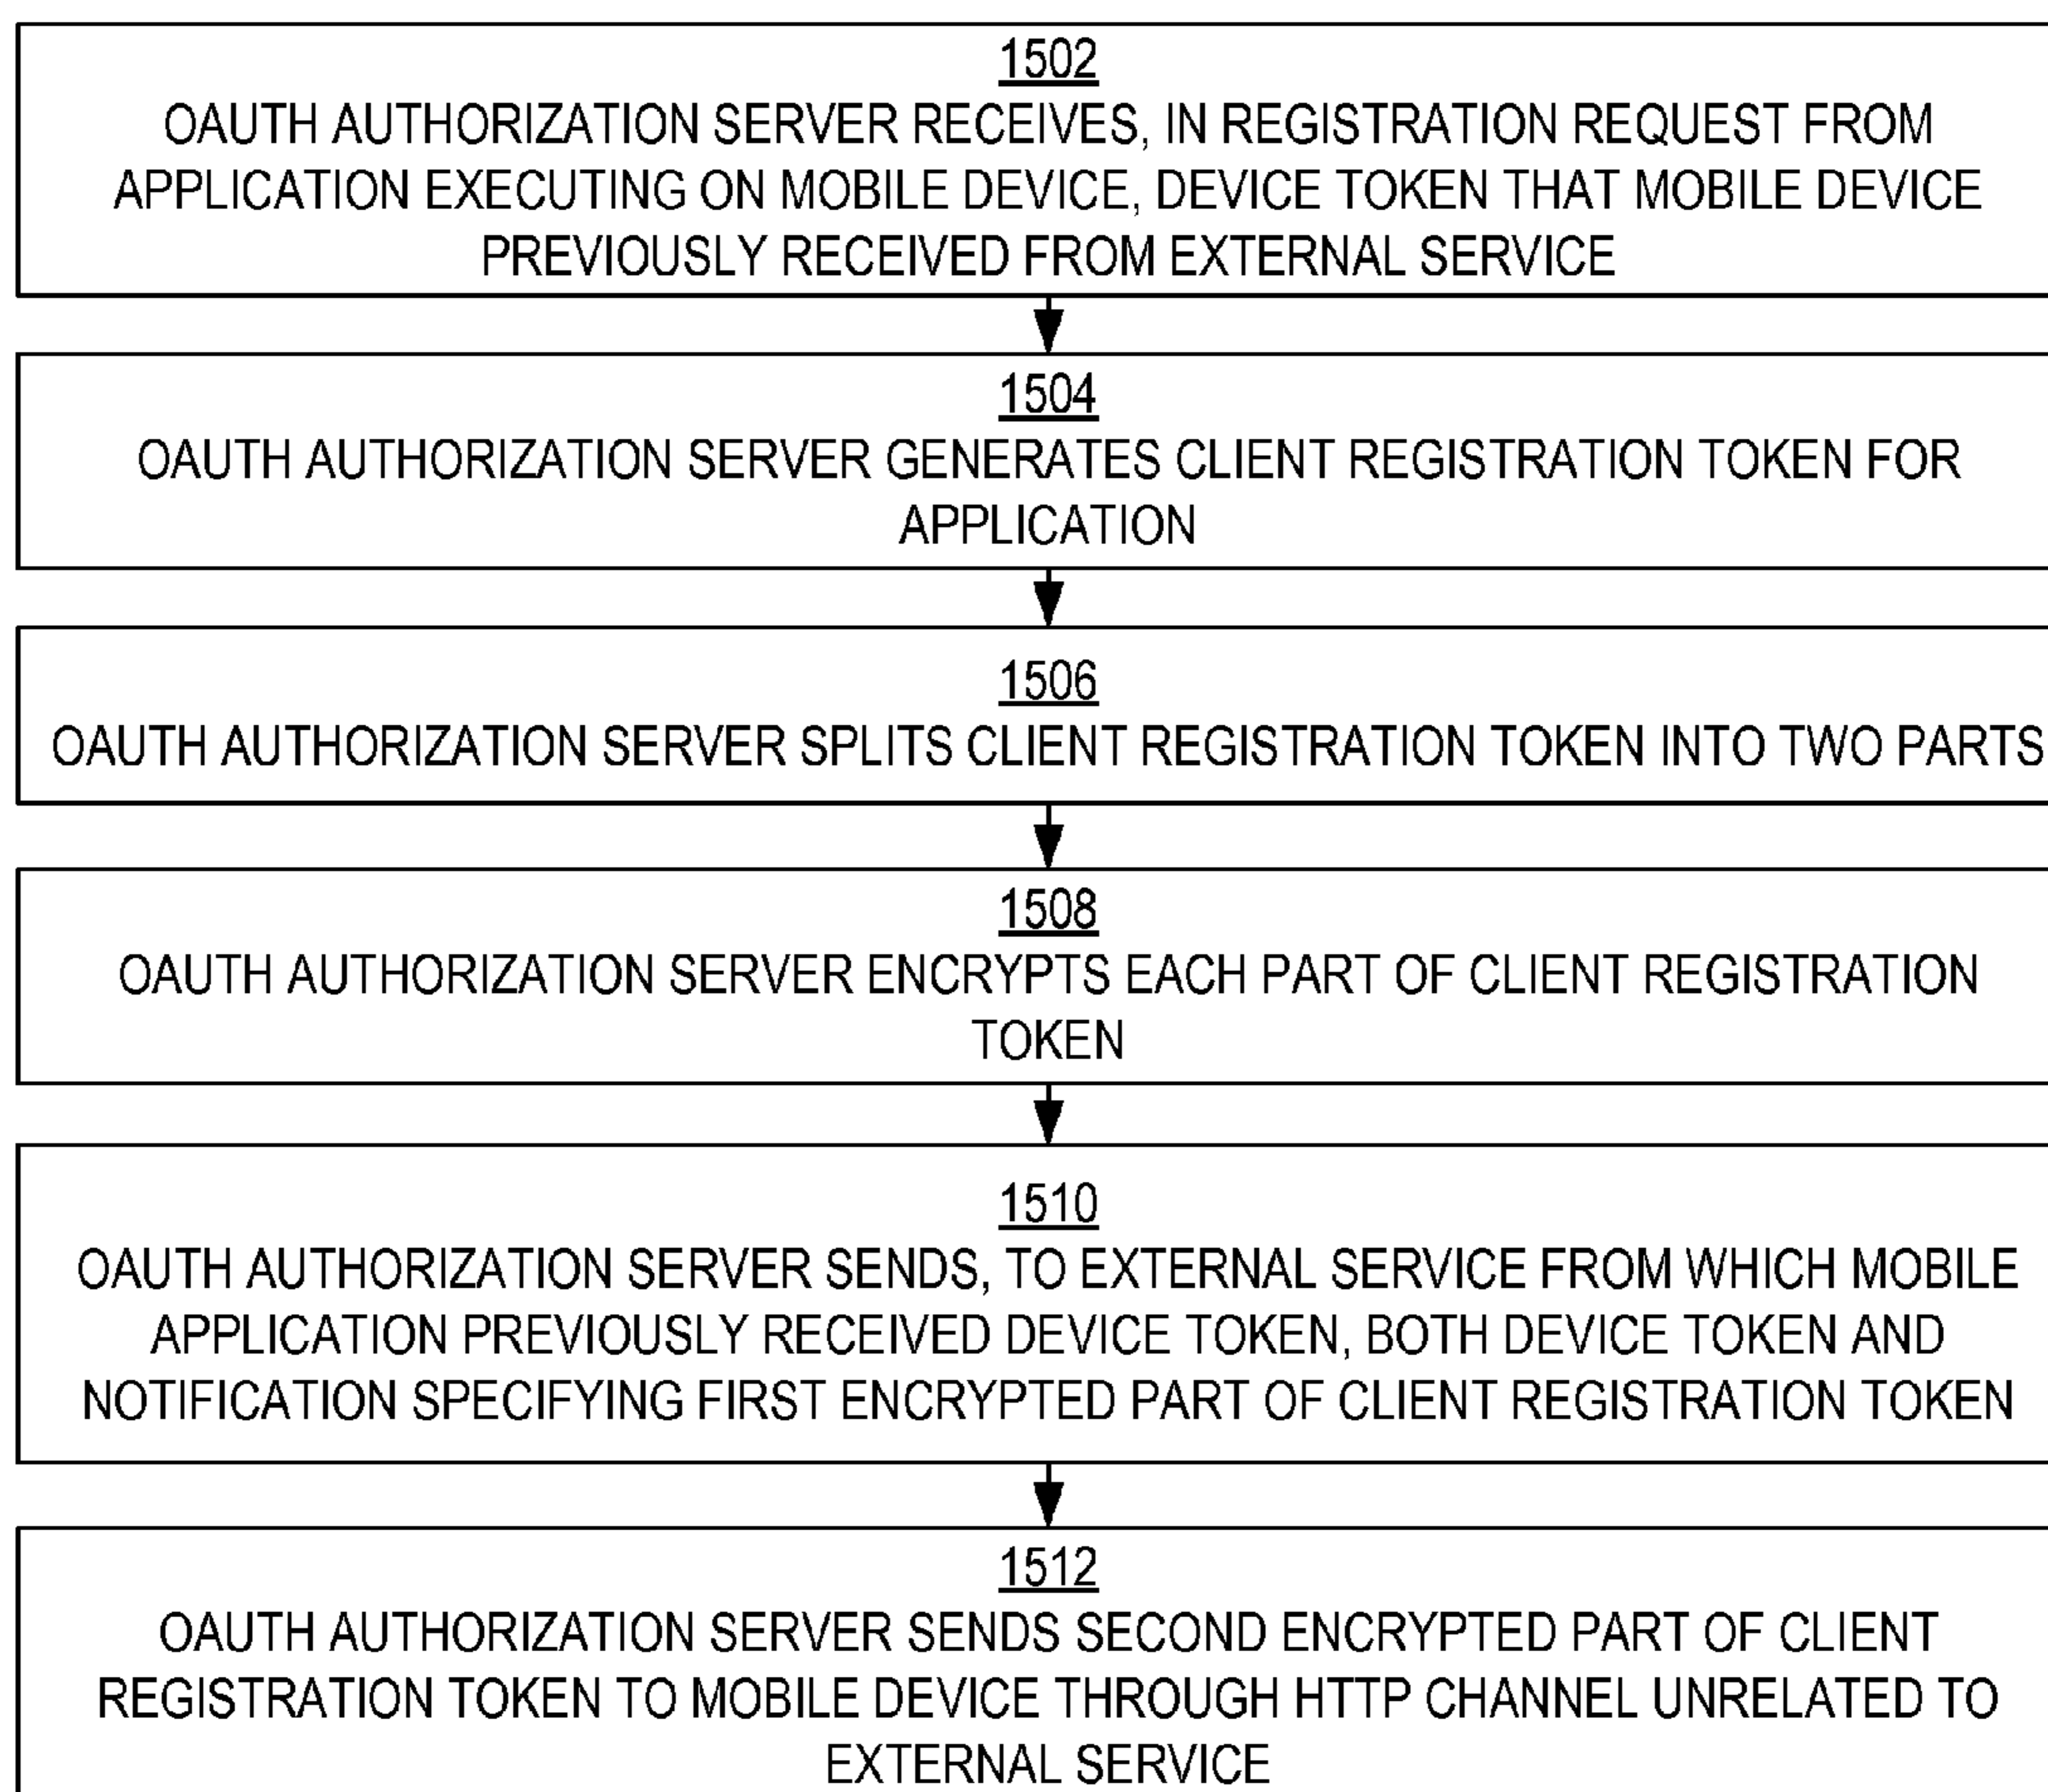 1502
OAUTH AUTHORIZATION SERVER RECEIVES, IN REGISTRATION REQUEST FROM
APPLICATION EXECUTING ON MOBILE DEVICE, DEVICE TOKEN THAT MOBILE DEVICE
PREVIOUSLY RECEIVED FROM EXTERNAL SERVICE
1504
OAUTH AUTHORIZATION SERVER GENERATES CLIENT REGISTRATION TOKEN FOR
APPLICATION
1506
OAUTH AUTHORIZATION SERVER SPLITS CLIENT REGISTRATION TOKEN INTO TWO PARTS
1508
OAUTH AUTHORIZATION SERVER ENCRYPTS EACH PART OF CLIENT REGISTRATION
TOKEN
1510
OAUTH AUTHORIZATION SERVER SENDS, TO EXTERNAL SERVICE FROM WHICH MOBILE
APPLICATION PREVIOUSLY RECEIVED DEVICE TOKEN, BOTH DEVICE TOKEN AND
NOTIFICATION SPECIFYING FIRST ENCRYPTED PART OF CLIENT REGISTRATION TOKEN
1512
OAUTH AUTHORIZATION SERVER SENDS SECOND ENCRYPTED PART OF CLIENT
REGISTRATION TOKEN TO MOBILE DEVICE THROUGH HTTP CHANNEL UNRELATED TO
EXTERNAL SERVICE